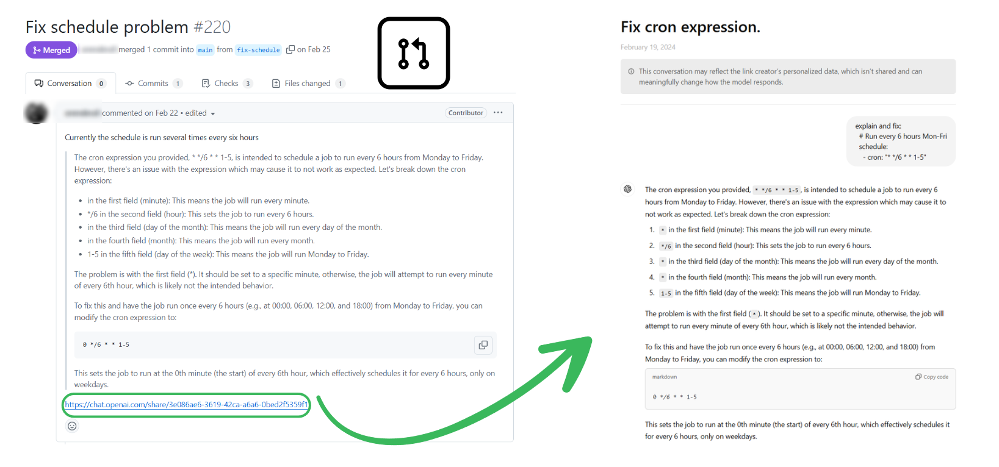 Fix schedule problem #220
Merged merged 1 commit into main from fix-schedule on Feb 25
Conversation 0 Commits 1 Checks 3 Files changed 1
commented on Feb 22 • edited
Contributor
Currently the schedule is run several times every six hours
The cron expression you provided, * */6 * * 1-5, is intended to schedule a job to run every 6 hours from Monday to Friday.
However, there's an issue with the expression which may cause it to not work as expected. Let's break down the cron
expression:
• in the first field (minute): This means the job will run every minute.
• */6 in the second field (hour): This sets the job to run every 6 hours.
• in the third field (day of the month): This means the job will run every day of the month.
• in the fourth field (month): This means the job will run every month.
• 1-5 in the fifth field (day of the week): This means the job will run Monday to Friday.
The problem is with the first field (*). It should be set to a specific minute, otherwise, the job will attempt to run every minute
of every 6th hour, which is likely not the intended behavior.
To fix this and have the job run once every 6 hours (e.g., at 00:00, 06:00, 12:00, and 18:00) from Monday to Friday, you can
modify the cron expression to:
0 */6 * * 1-5
This sets the job to run at the 0th minute (the start) of every 6th hour, which effectively schedules it for every 6 hours, only on
weekdays.
https://chat.openai.com/share/3e086ae6-3619-42ca-a6a6-0bed2f5359f1
Fix cron expression.
February 19, 2024
This conversation may reflect the link creator's personalized data, which isn't shared and can
meaningfully change how the model responds.
explain and fix:
# Run every 6 hours Mon-Fri
schedule:
- cron: "* */6 * * 1-5"
The cron expression you provided, * */6 * * 1-5, is intended to schedule a job to run every 6
hours from Monday to Friday. However, there's an issue with the expression which may cause it to
not work as expected. Let's break down the cron expression:
1. * in the first field (minute): This means the job will run every minute.
2. */6 in the second field (hour): This sets the job to run every 6 hours.
3. * in the third field (day of the month): This means the job will run every day of the month.
4. * in the fourth field (month): This means the job will run every month.
5. 1-5 in the fifth field (day of the week): This means the job will run Monday to Friday.
The problem is with the first field (*). It should be set to a specific minute, otherwise, the job will
attempt to run every minute of every 6th hour, which is likely not the intended behavior.
To fix this and have the job run once every 6 hours (e.g., at 00:00, 06:00, 12:00, and 18:00) from
Monday to Friday, you can modify the cron expression to:
markdown Copy code
0 */6 * * 1-5
This sets the job to run at the 0th minute (the start) of every 6th hour, which effectively schedules it
for every 6 hours, only on weekdays.